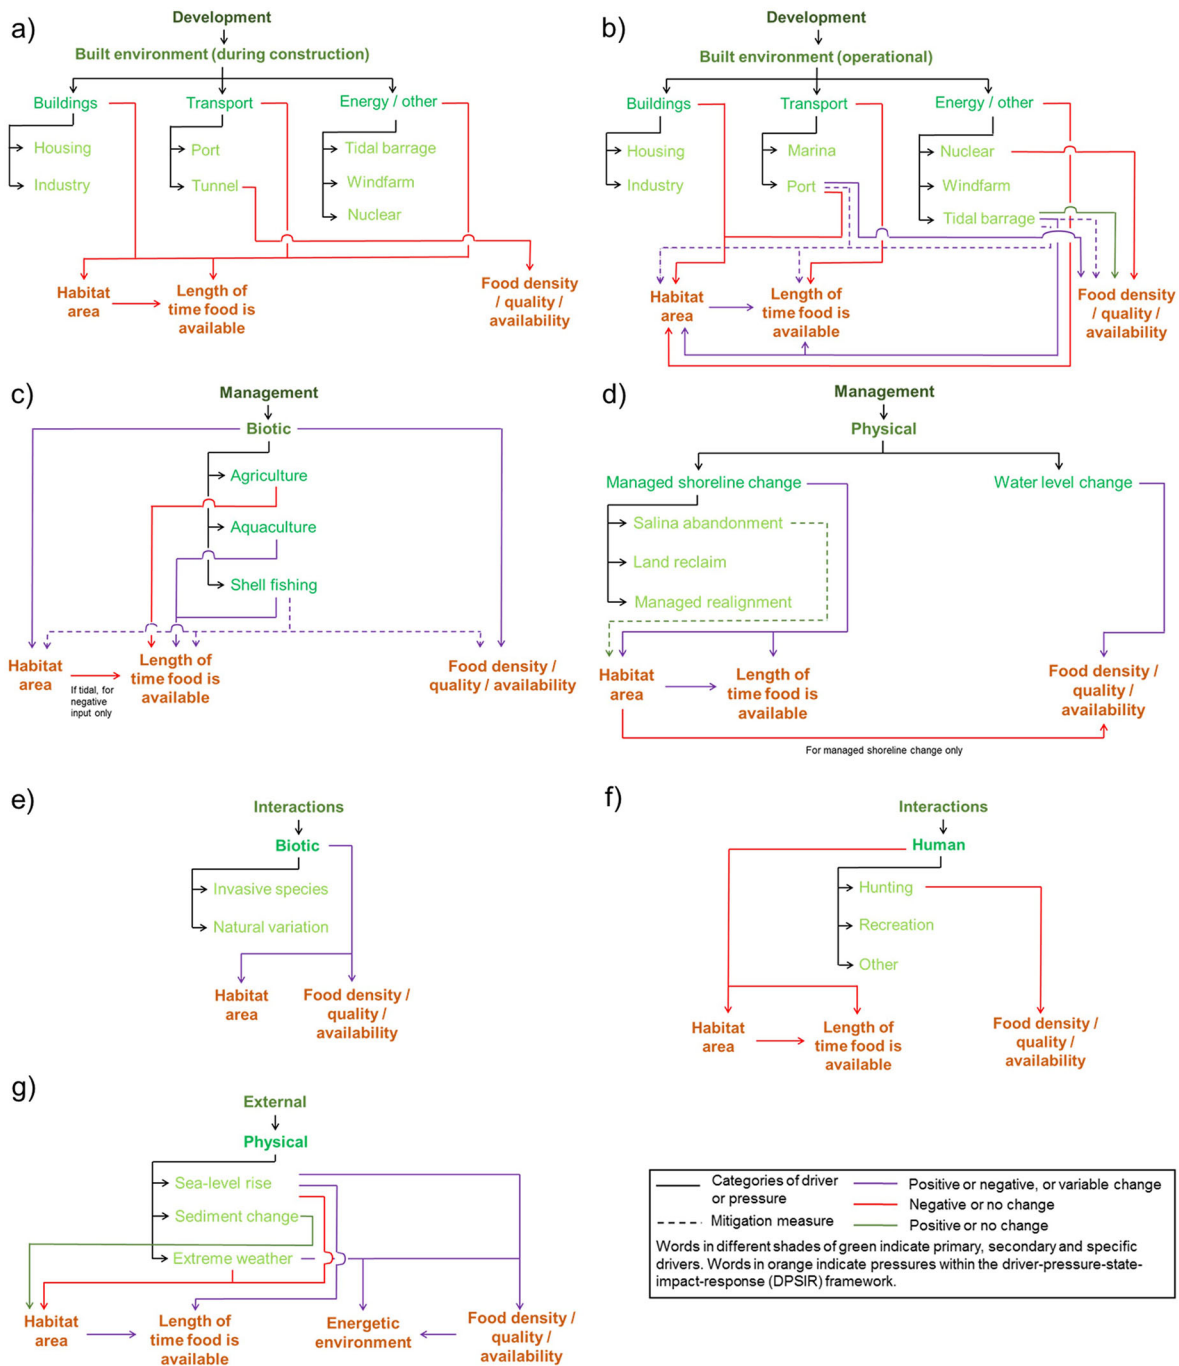 a)
Development
Built environment (during construction)
Buildings
Transport
Energy / other
Housing
Industry
Port
Tunnel
Tidal barrage
Windfarm
Nuclear
Habitat
area
Length of
time food is
available
Food density
/ quality /
availability
b)
Development
Built environment (operational)
Buildings
Transport
Energy / other
Housing
Industry
Marina
Port
Nuclear
Windfarm
Tidal barrage
Habitat
area
Length of
time food is
available
Food density
/ quality /
availability
c)
Management
Biotic
Agriculture
Aquaculture
Shell fishing
Habitat
area
If tidal, for
negative
input only
Length of
time food is
available
Food density /
quality / availability
d)
Management
Physical
Managed shoreline change
Water level change
Salina abandonment
Land reclaim
Managed realignment
Habitat
area
Length of
time food is
available
Food density /
quality /
availability
For managed shoreline change only
e)
Interactions
Biotic
Invasive species
Natural variation
Habitat
area
Food density /
quality /
availability
f)
Interactions
Human
Hunting
Recreation
Other
Habitat
area
Length of
time food is
available
Food density /
quality /
availability
g)
External
Physical
Sea-level rise
Sediment change
Extreme weather
Habitat
area
Length of
time food is
available
Energetic
environment
Food density /
quality /
availability
Categories of driver
or pressure
Mitigation measure
Positive or negative, or variable change
Negative or no change
Positive or no change
Words in different shades of green indicate primary, secondary and specific
drivers. Words in orange indicate pressures within the driver-pressure-state-
impact-response (DPSIR) framework.